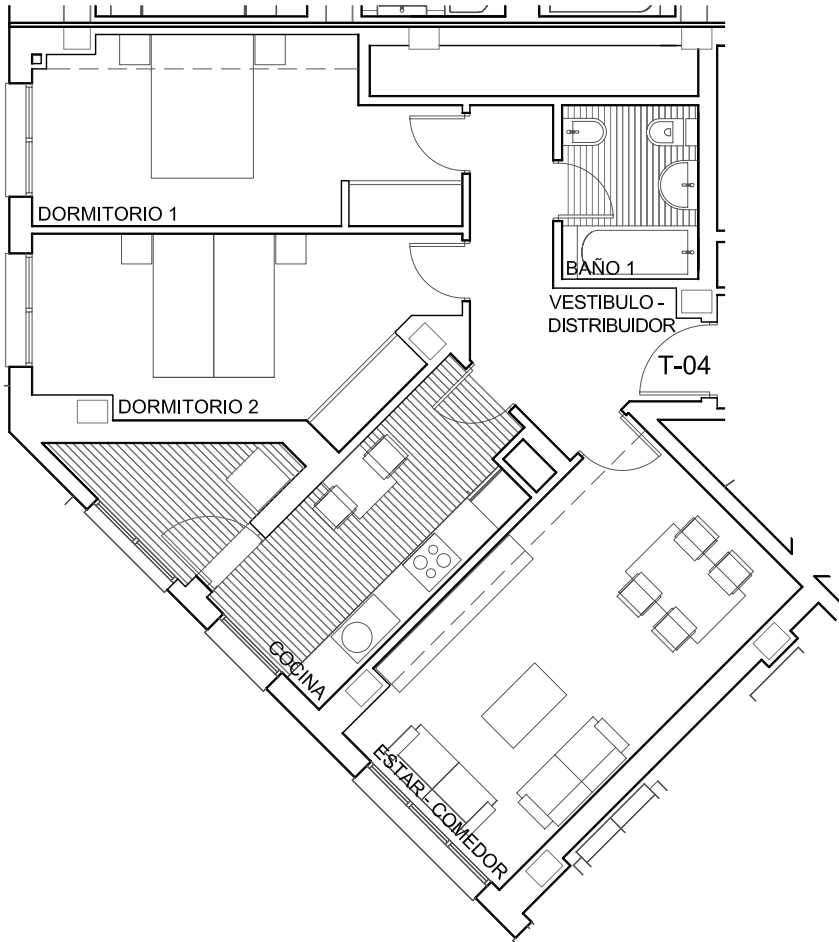 DORMITORIO 1
BAÑO 1
VESTIBULO -
DISTRIBUIDOR
T-04
DORMITORIO 2
COCINA
ESTAR - COMEDOR